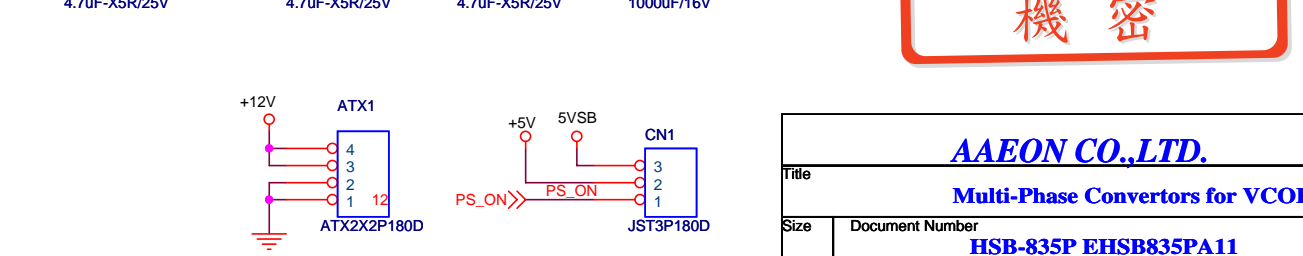 4.7uF-X5R/25V 4.7uF-X5R/25V 4.7uF-X5R/25V 1000uF/16V
機 密
+12V
ATX1
4
3
2
1
12
ATX2X2P180D
+5V
5VSB
CN1
3
2
1
PS_ON
PS_ON
JST3P180D
AAEON CO.,LTD.
Title
Multi-Phase Convertors for
Size
Document Number
HSB-835P EHSB835PA11